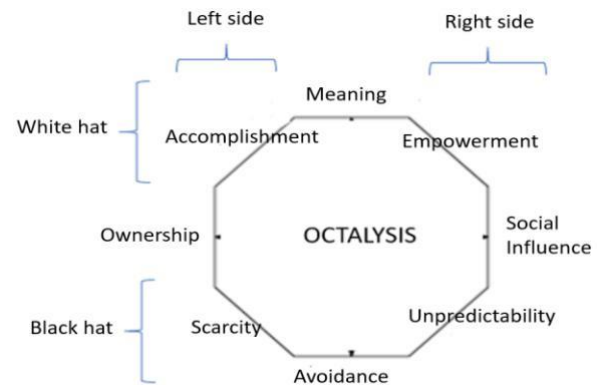 Left side
Right side
Meaning
White hat
Accomplishment
Empowerment
Ownership
OCTALYSIS
Social
Influence
Black hat
Scarcity
Unpredictability
Avoidance